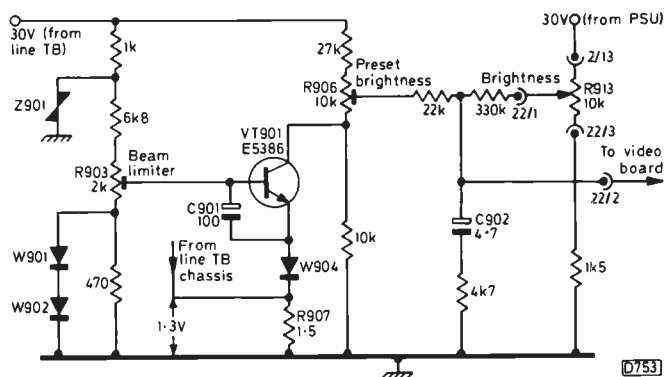 30V (from
line TB)
1k
Z901
6k8
R903
2k
Beam
limiter
W901
W902
470
C901
100
VT901
E5386
From
line TB
chassis
1·3V
W904
R907
1·5
27k
R906
10k
Preset
brightness
10k
22k
330k
Brightness
22/1
30V (from PSU)
2/13
R913
10k
22/3
To video
board
22/2
C902
4·7
4k7
1k5
D753